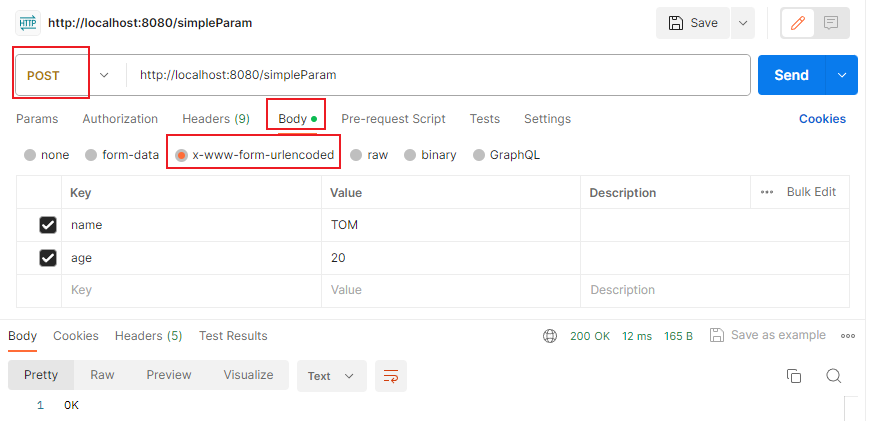 HTTP http://localhost:8080/simpleParam Save
POST http://localhost:8080/simpleParam Send
Params Authorization Headers (9) Body Pre-request Script Tests Settings Cookies
none form-data x-www-form-urlencoded raw binary GraphQL
Key Value Description Bulk Edit
name TOM
age 20
Key Value Description
Body Cookies Headers (5) Test Results 200 OK 12 ms 165 B Save as example
Pretty Raw Preview Visualize Text
1 OK